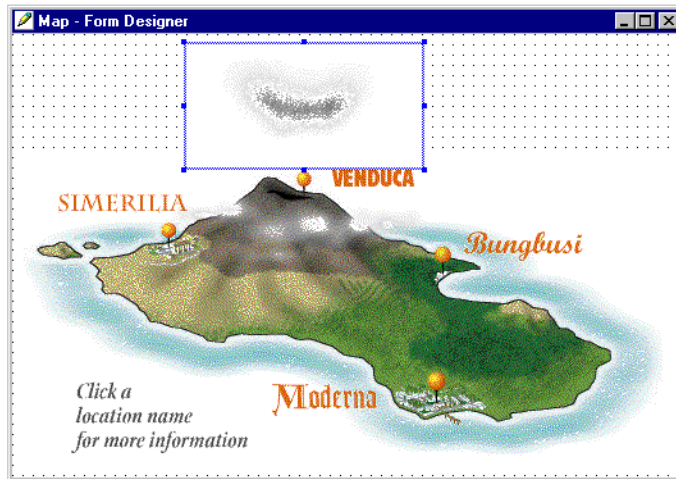 Map - Form Designer
VENDUCA
SIMERILIA
Bungbusi
Moderna
Click a
location name
for more information